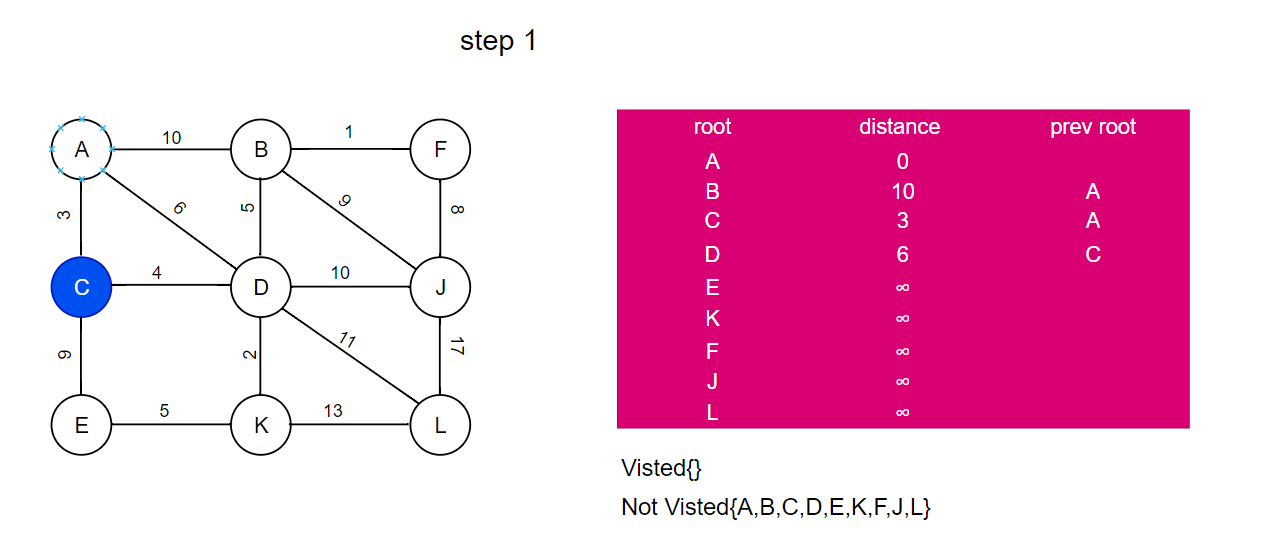 step 1
A 10 B 1 F
3 6 5 9 8
C 4 D 10 J
9 2 11 17
E 5 K 13 L
root distance prev root
A 0
B 10 A
C 3 A
D 6 C
E ∞
K ∞
F ∞
J ∞
L ∞
Visted{}
Not Visted{A,B,C,D,E,K,F,J,L}